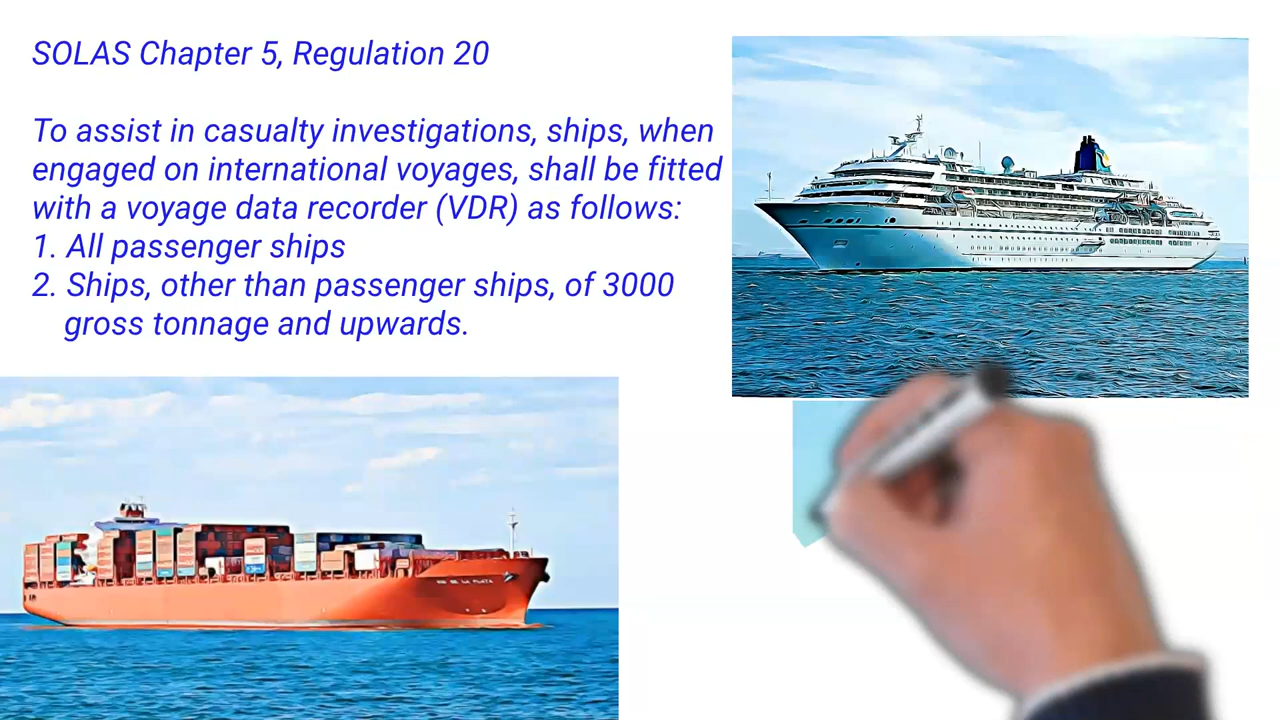 SOLAS Chapter 5, Regulation 20
To assist in casualty investigations, ships, when
engaged on international voyages, shall be fitted
with a voyage data recorder (VDR) as follows:
1. All passenger ships
2. Ships, other than passenger ships, of 3000
gross tonnage and upwards.